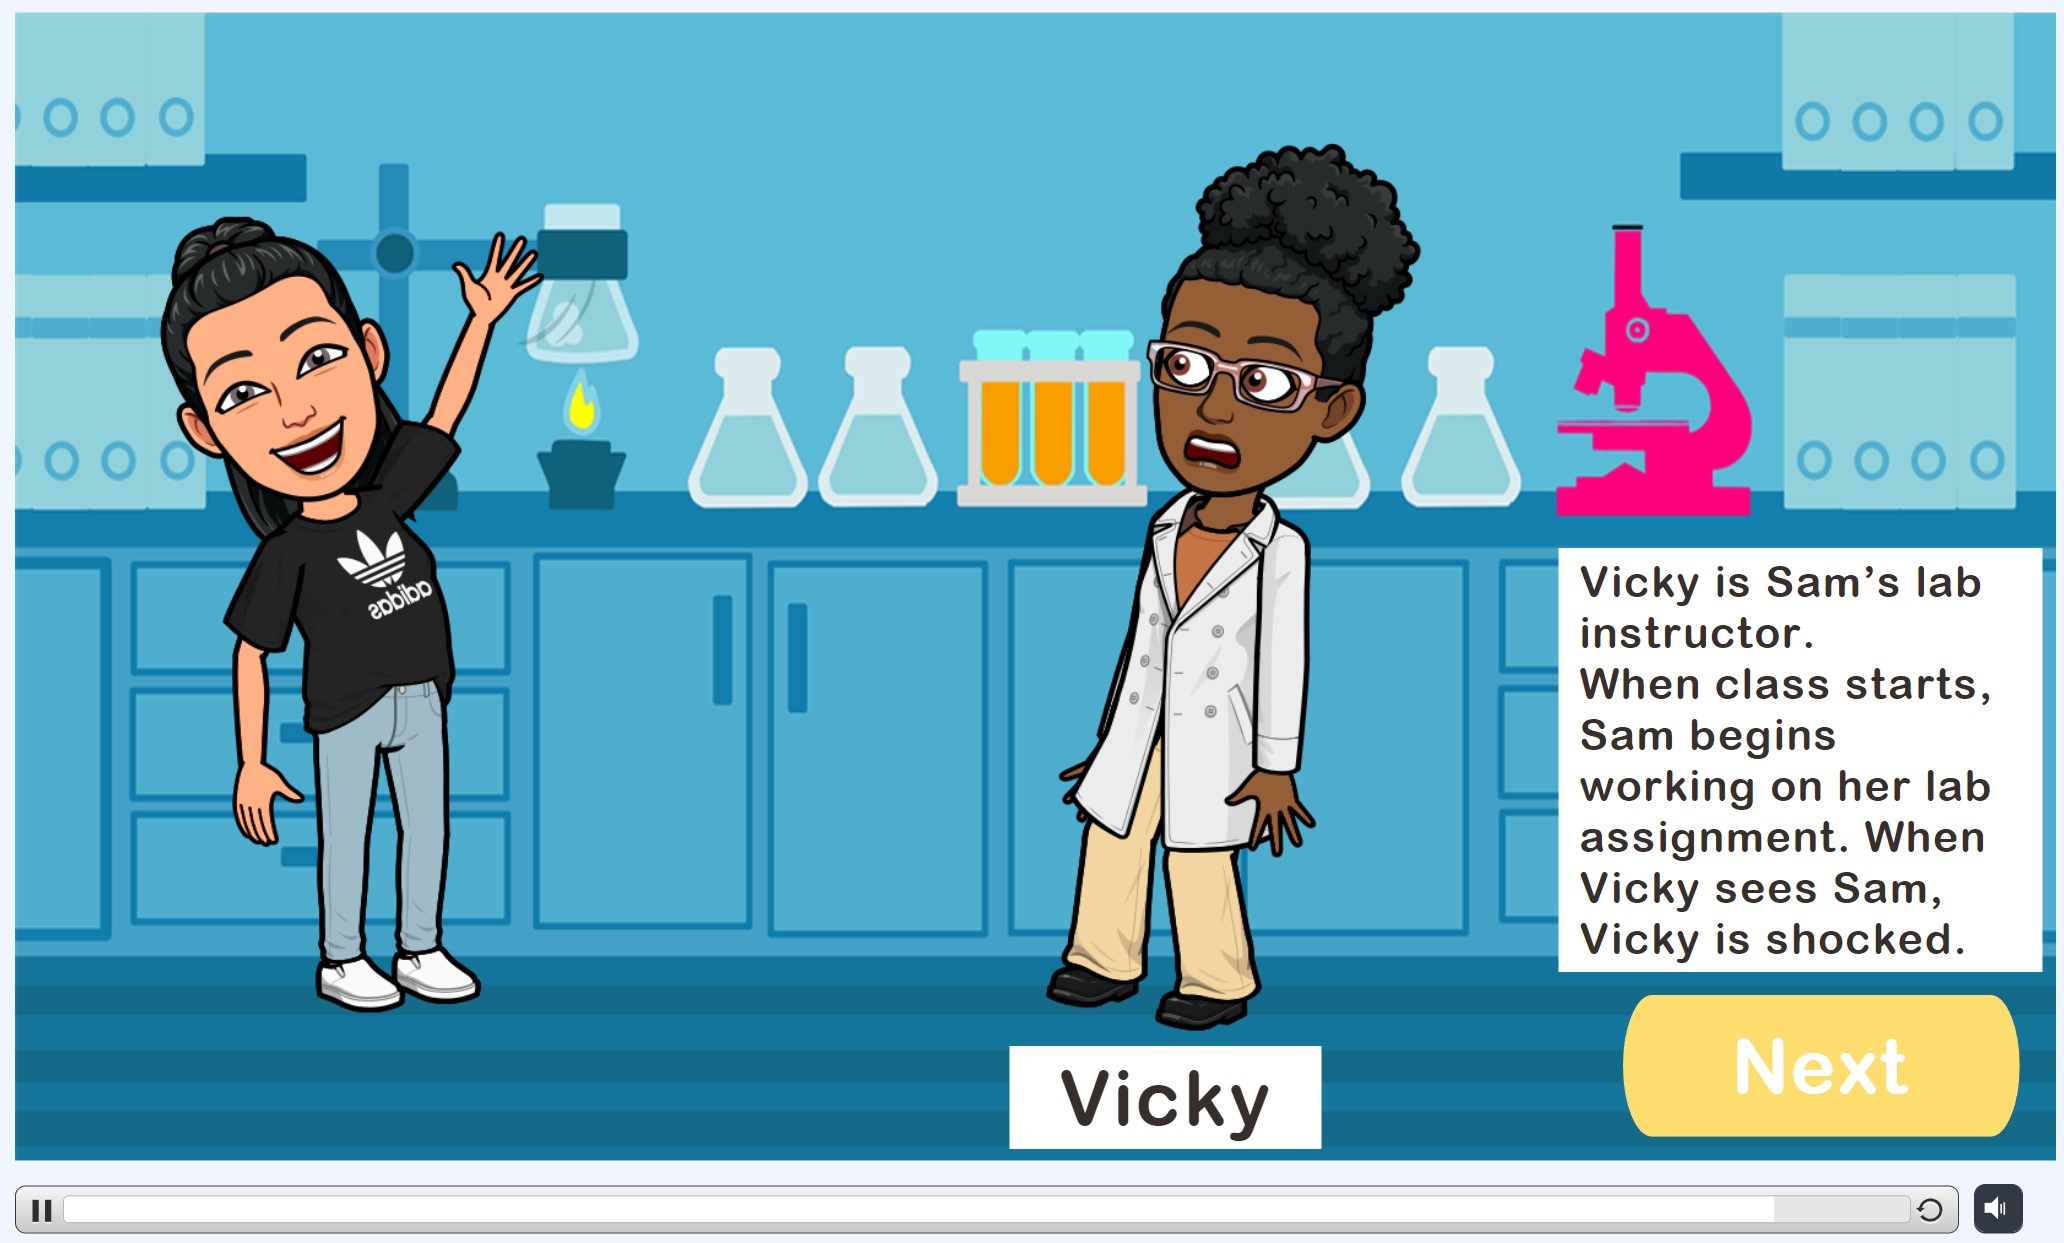 adidas
Vicky is Sam’s lab
instructor.
When class starts,
Sam begins
working on her lab
assignment. When
Vicky sees Sam,
Vicky is shocked.
Next
Vicky